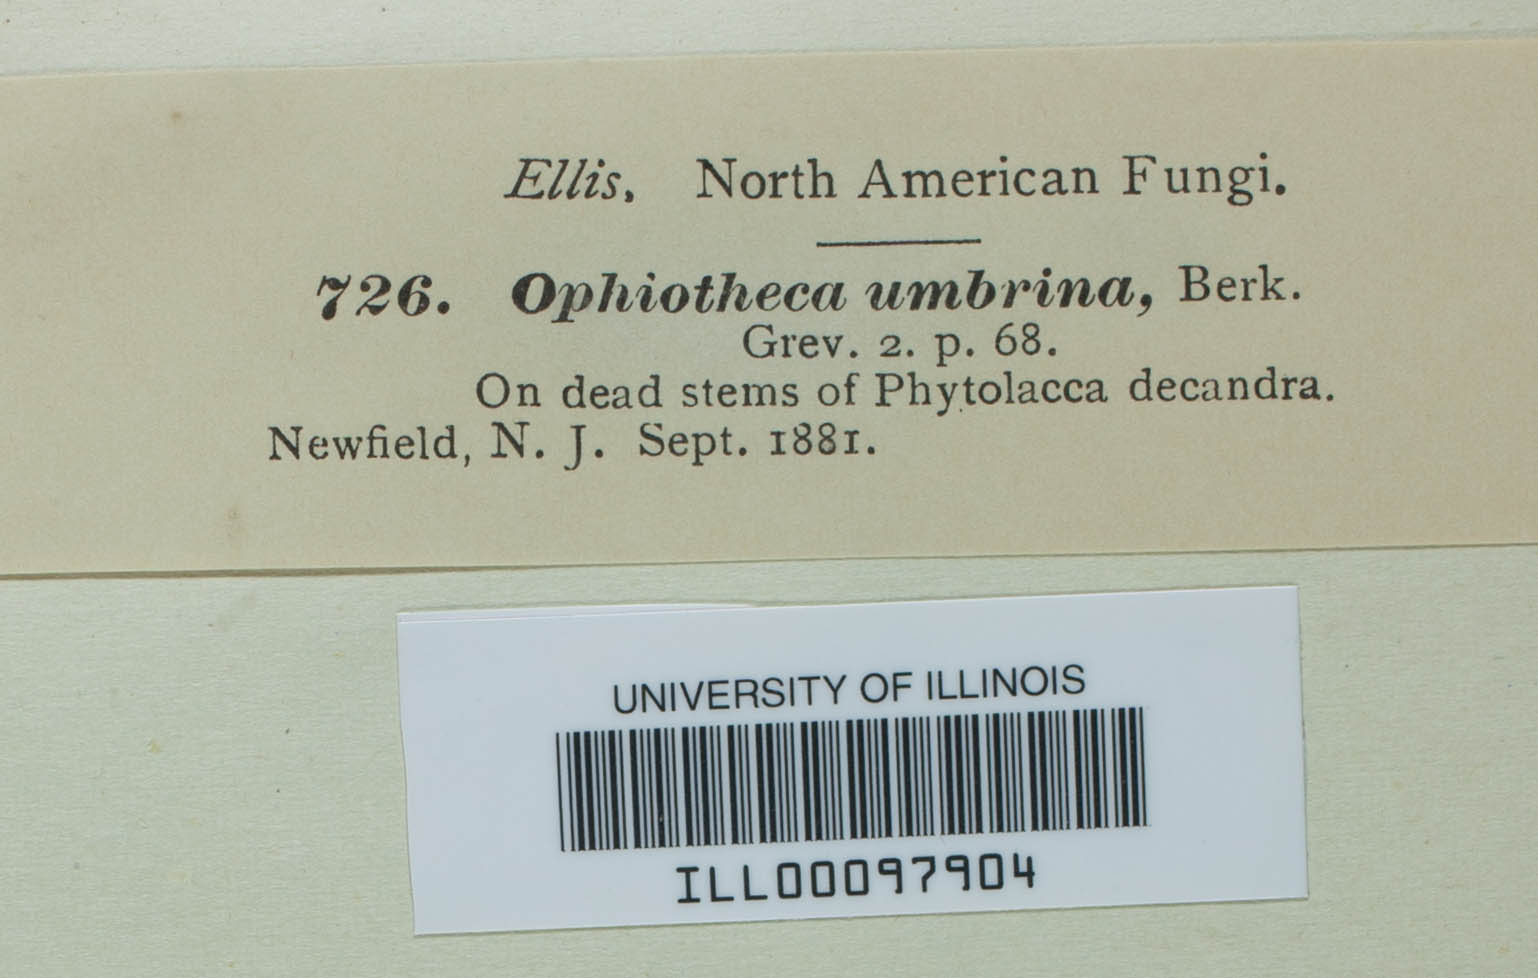 Ellis, North American Fungi.
726. Ophiotheca umbrina, Berk.
Grev. 2. p. 68.
On dead stems of Phytolacca decandra.
Newfield, N. J. Sept. 1881.
UNIVERSITY OF ILLINOIS
ILL00097904